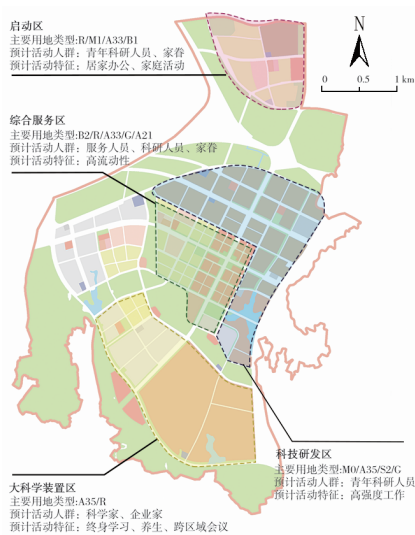 启动区
主要用地类型:R/M1/A33/B1
预计活动人群：青年科研人员、家眷
预计活动特征：居家办公、家庭活动
N
0 0.5 1 km
综合服务区
主要用地类型:B2/R/A33/G/A21
预计活动人群：服务人员、科研人员、家眷
预计活动特征：高流动性
科技研发区
主要用地类型:M0/A35/S2/G
预计活动人群：青年科研人员
预计活动特征：高强度工作
大科学装置区
主要用地类型:A35/R
预计活动人群：科学家、企业家
预计活动特征：终身学习、养生、跨区域会议